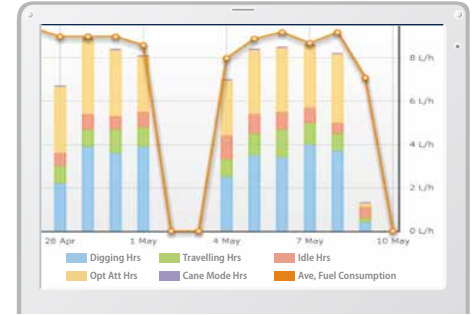 8 L/h
6 L/h
4 L/h
2 L/h
0 L/h
28 Apr 1 May 4 May 7 May 10 May
Digging Hrs Travelling Hrs Idle Hrs
Opt Att Hrs Cane Mode Hrs Ave, Fuel Consumption